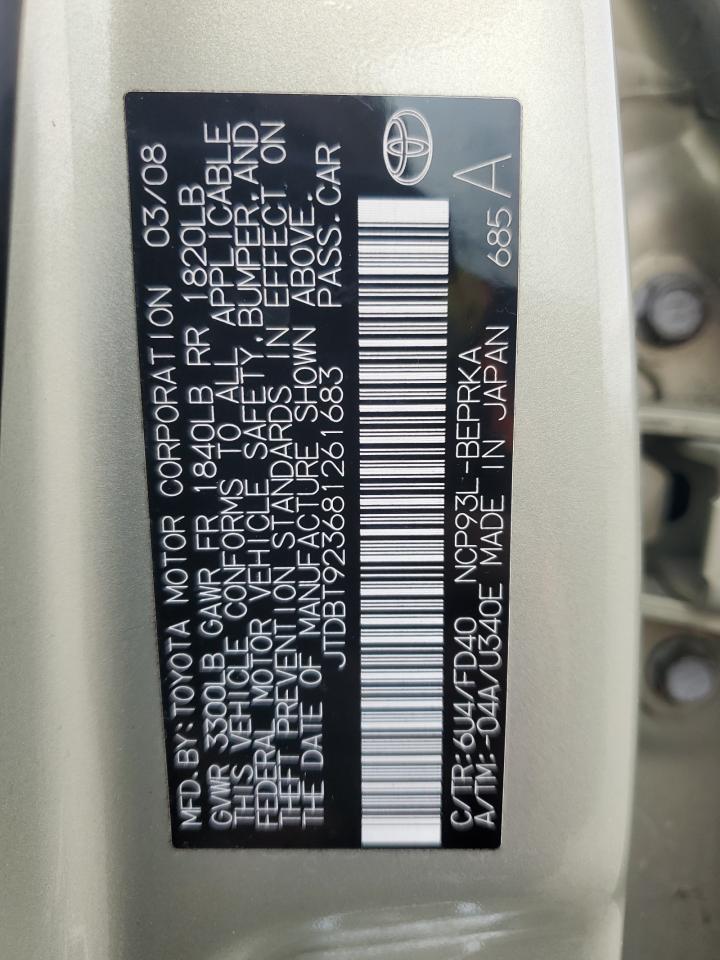 MFD.BY:TOYOTA MOTOR CORPORATION 03/08
GVWR 3300LB GAWR FR 1840LB RR 1820LB
THIS VEHICLE CONFORMS TO ALL APPLICABLE
FEDERAL MOTOR VEHICLE SAFETY,BUMPER,AND
THEFT PREVENTION STANDARDS IN EFFECT ON
THE DATE OF MANUFACTURE SHOWN ABOVE.
JTDBT923681261683 PASS.CAR
C/TR:6U4/FD40 NCP93L-BEPRKA
A/TM:-04A/U340E MADE IN JAPAN 685 A